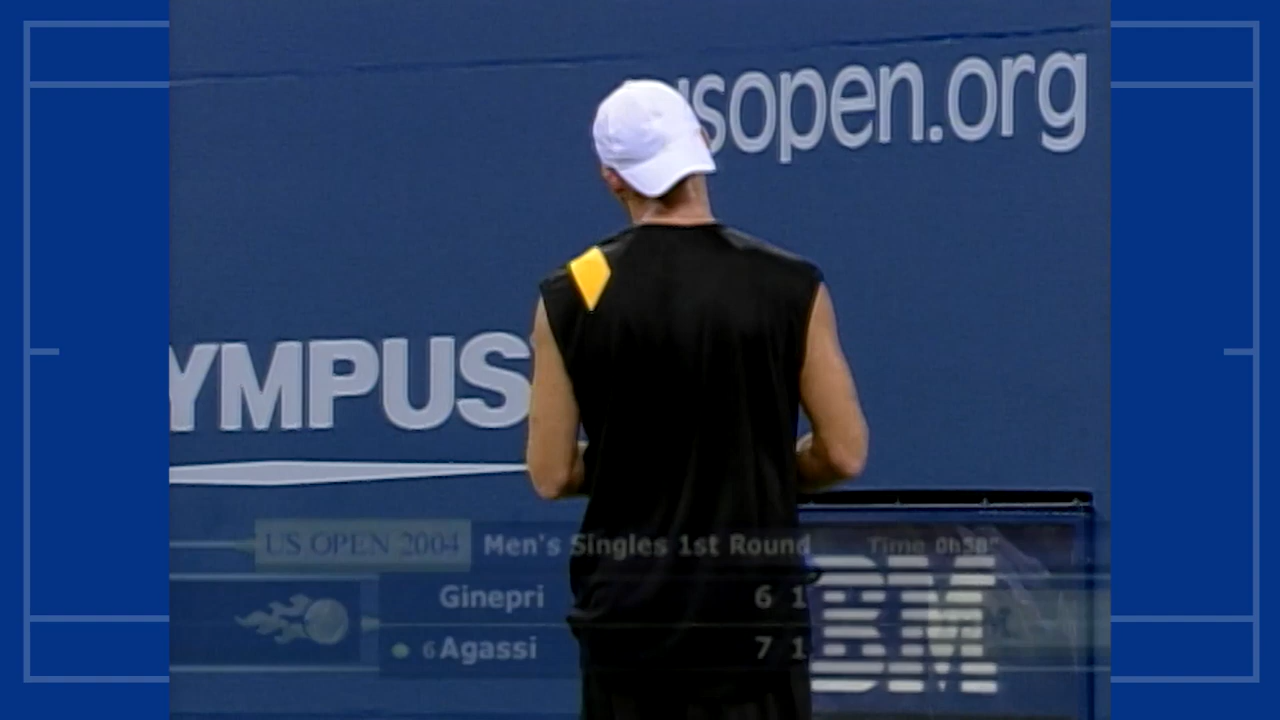 usopen.org
YMPUS
US OPEN 2004 Men's Singles 1st Round Time 0h38"
Ginepri 6 1
6 Agassi 7 1
IBM